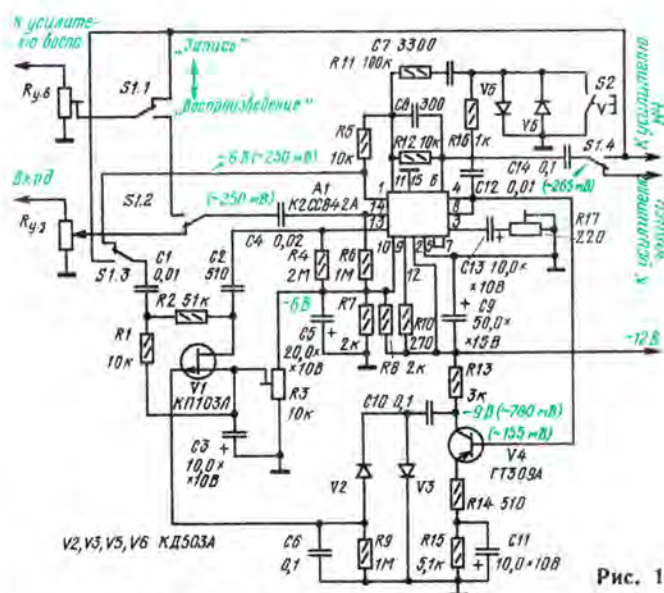 К усилите-
лю воспр
„Запись"
„Воспроизведение"
S1.1
Rу.в
Вход
Rу.з
S1.2
S1.3
-6 В (~250 мВ)
(~250 мВ)
C7 3300
R11 100к
C8 300
R12 10к
R5
10к
V5
V6
S2
R16 1к
C14 0,1
S1.4
(~265 мВ)
К усилителю
НЧ
К усилителю
записи
A1
К2СС842А
C12 0,01
1
14
13
11
15
6
4
8
3
10
9
12
2
5
7
C1
0,01
C2
510
C4
0,02
R4
2М
R6
1М
R17
220
C13 10,0×
×10В
C9
50,0×
×15В
-6В
R2 51к
R1
10к
C5
20,0×
×10В
R7
2к
R8 2к
R10
270
-12В
V1
КП103Л
R3
10к
R13
3к
C3
10,0×
×10В
C10 0,1
-9В (~780 мВ)
(~155 мВ)
V4
ГТ309А
V2
V3
R14 510
V2,V3,V5,V6 КД503А
C6
0,1
R9
1М
R15
5,1к
C11
10,0×10В
Рис. 1